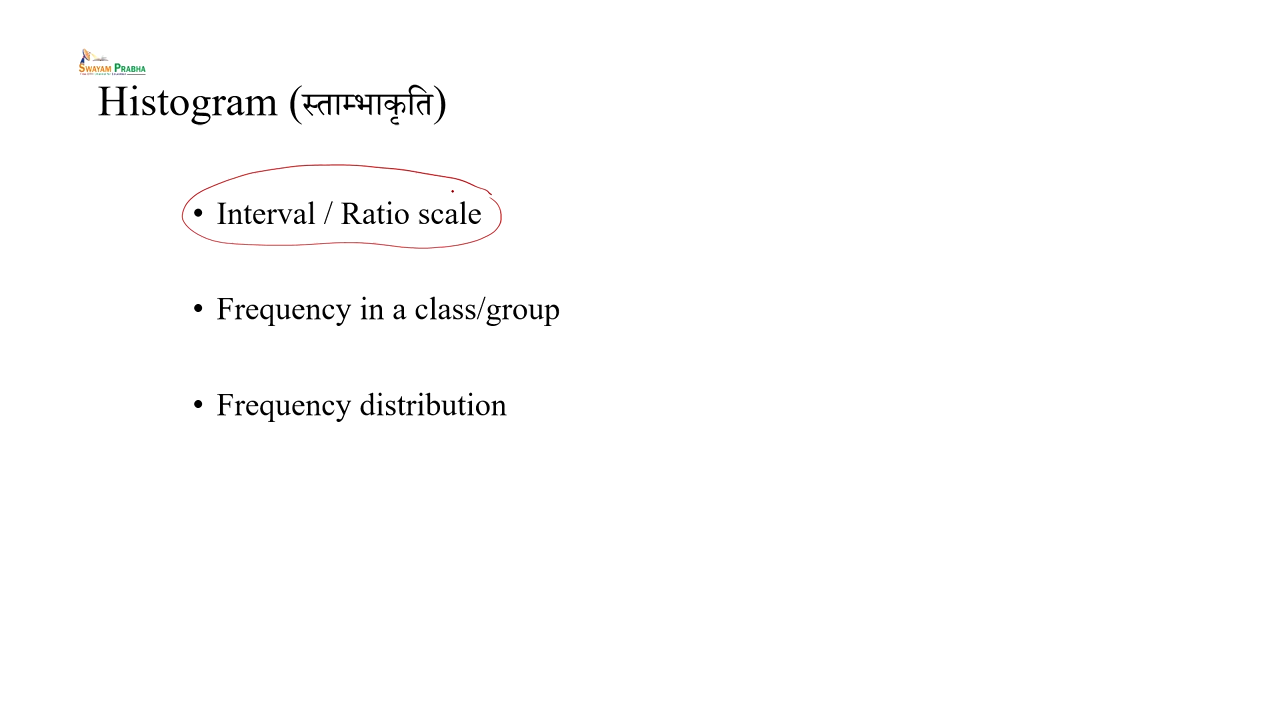 SWAYAM PRABHA
Histogram (स्ताम्भाकृति)
• Interval / Ratio scale
• Frequency in a class/group
• Frequency distribution